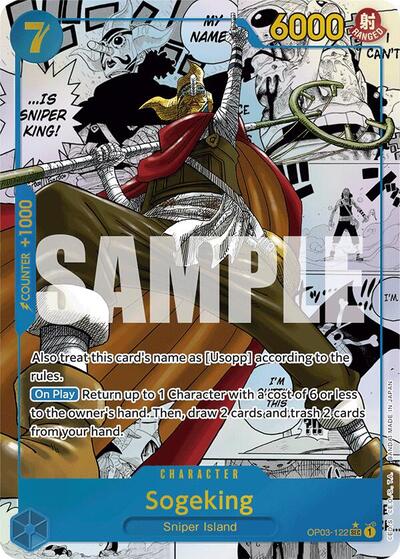 7
MY
NAME
6000
射
RANGED
CAN'T
...IS
SNIPER
KING!
COUNTER +1000
SAMPLE
I'M
Also treat this card's name as [Usopp] according to the
rules.
On Play Return up to 1 Character with a cost of 6 or less
to the owner's hand. Then, draw 2 cards and trash 2 cards
from your hand.
I'M
THIS
CHARACTER
Sogeking
Sniper Island
OP03-122 SEC 1
BANDAI MADE IN JAPAN